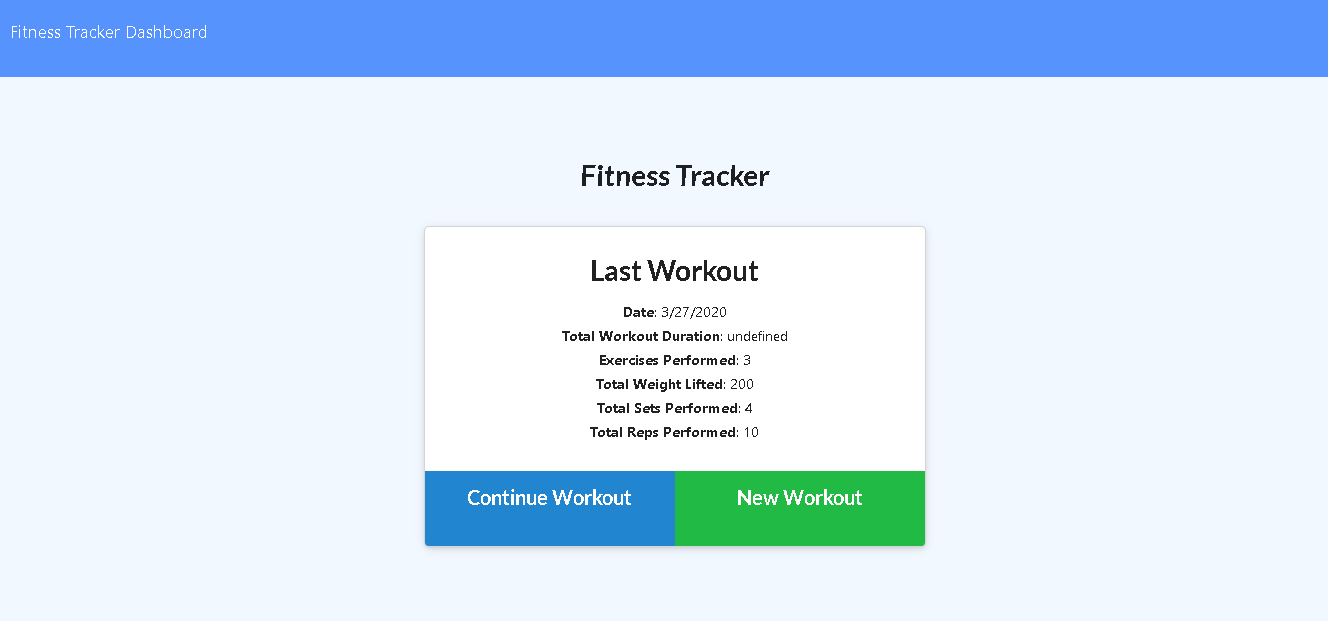 Fitness Tracker Dashboard
Fitness Tracker
Last Workout
Date: 3/27/2020
Total Workout Duration: undefined
Exercises Performed: 3
Total Weight Lifted: 200
Total Sets Performed: 4
Total Reps Performed: 10
Continue Workout
New Workout